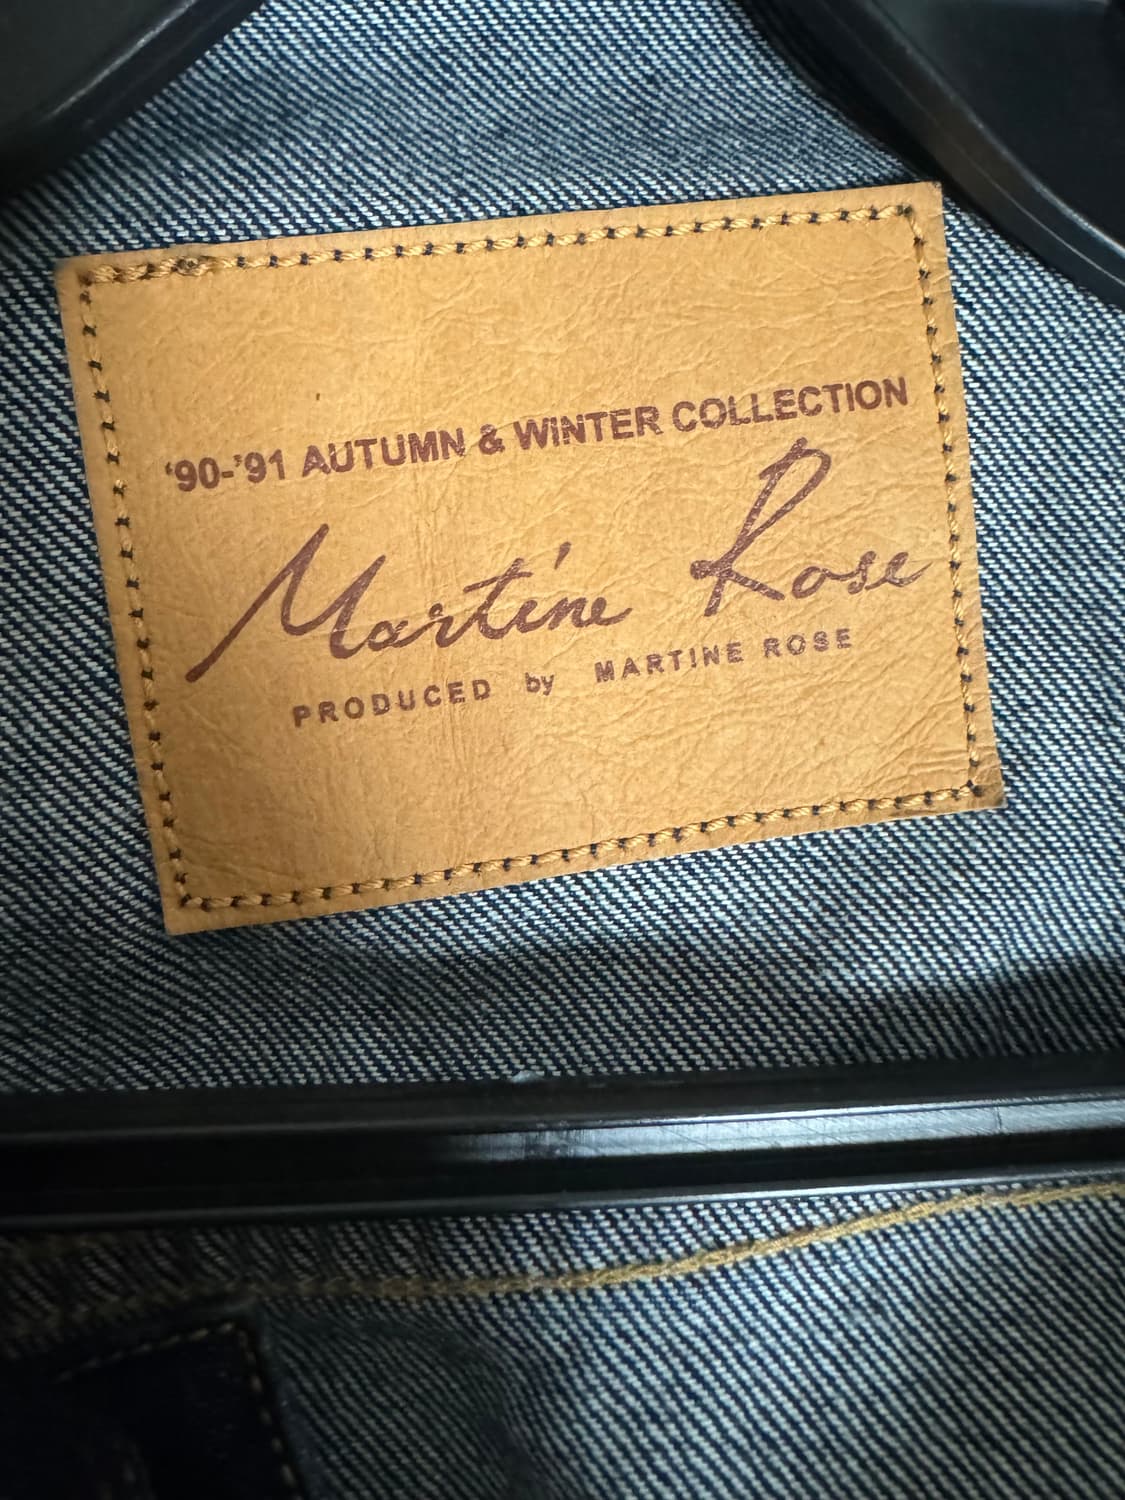 ‘90-’91 AUTUMN & WINTER COLLECTION
Martine Rose
PRODUCED by MARTINE ROSE